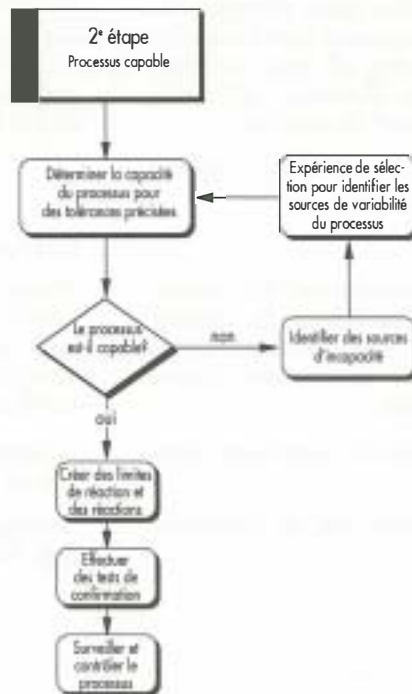 2e étape
Processus capable
Déterminer la capacité
du processus pour
des tolérances précisées
Expérience de sélec-
tion pour identifier les
sources de variabilité
du processus
Le processus
est-il capable?
non
Identifier des sources
d'incapacité
oui
Créer des limites
de réaction et
des réactions
Effectuer
des tests de
confirmation
Surveiller et
contrôler le
processus